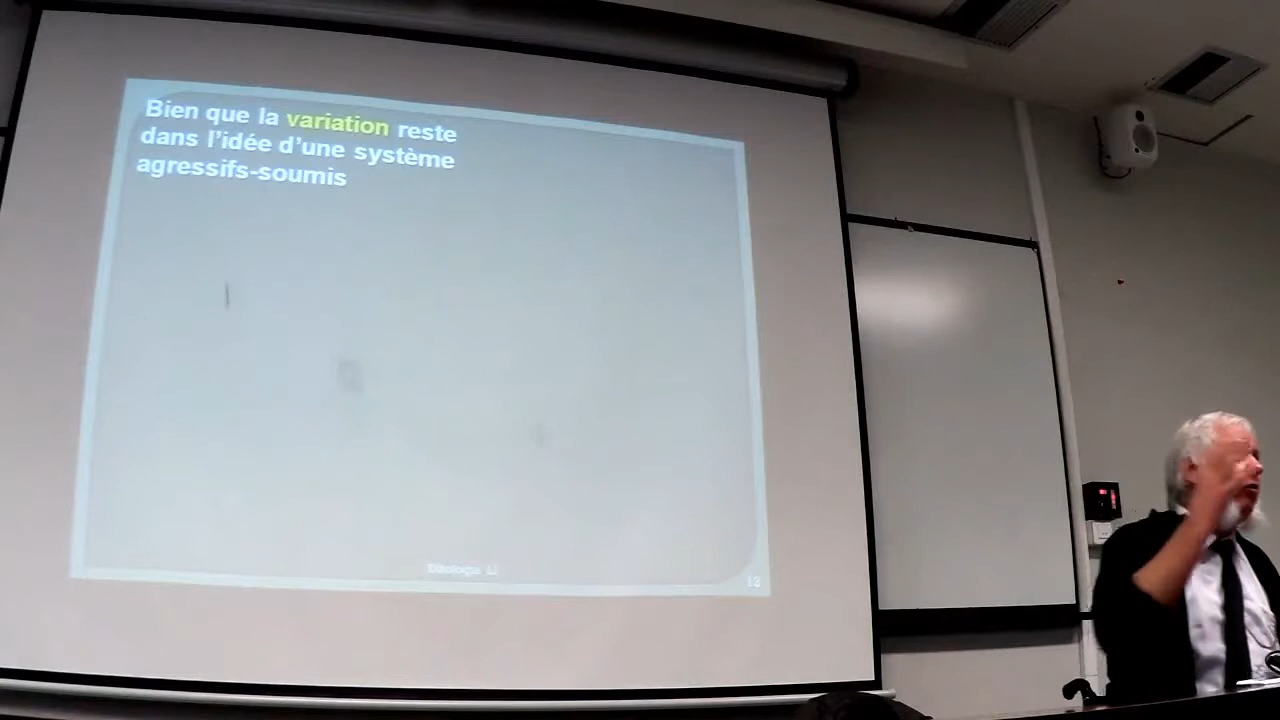 Bien que la variation reste
dans l'idée d'une système
agressifs-soumis